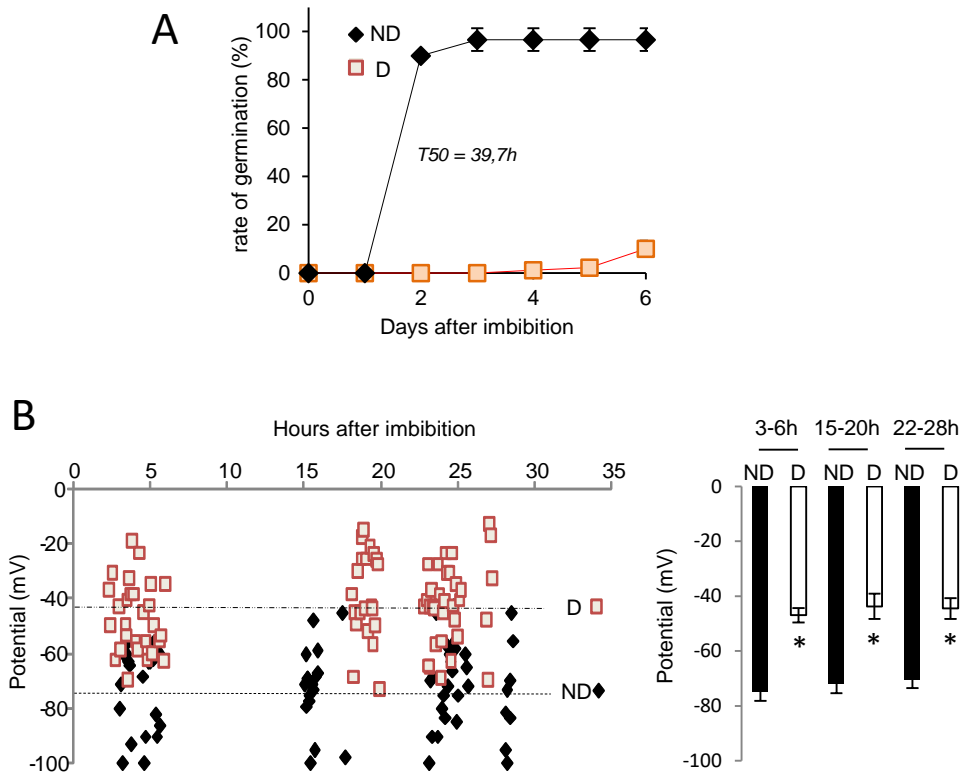 A
ND
D
rate of germination (%)
100
80
60
40
20
0
T50 = 39,7h
0 2 4 6
Days after imbibition
B
Hours after imbibition
0 5 10 15 20 25 30 35
Potential (mV)
0
-20
-40
-60
-80
-100
D
ND
3-6h 15-20h 22-28h
ND D ND D ND D
Potential (mV)
0
-20
-40
-60
-80
-100
* * *